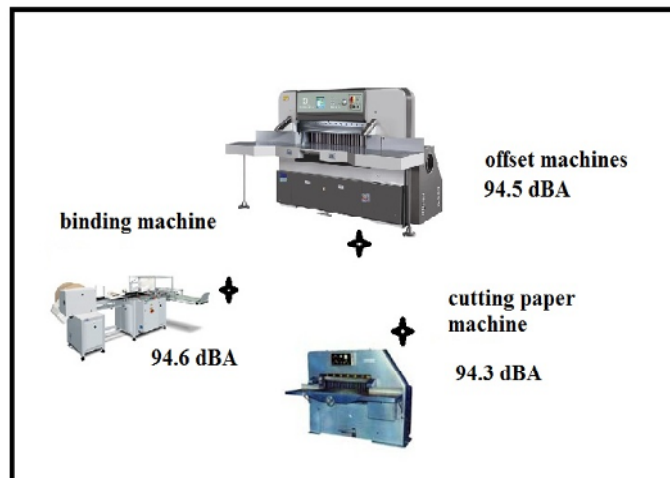 offset machines
94.5 dBA
binding machine
cutting paper
machine
94.6 dBA
94.3 dBA